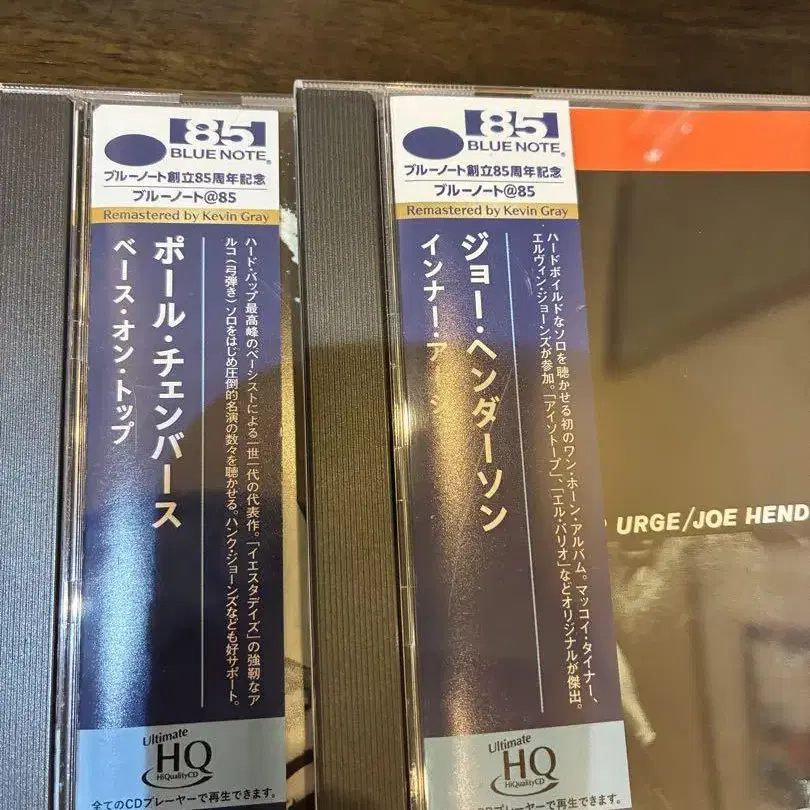 85
BLUE NOTE®
ブルーノート創立85周年記念
ブルーノート@85
Remastered by Kevin Gray
ポール・チェンバース
ベース・オン・トップ
ハード・バップ最高峰のベーシストによる一世一代の代表作。「イエスタデイズ」の強靭なア
ルコ（弓弾き）ソロをはじめ圧倒的名演の数々を聴かせる。ハンク・ジョーンズなども好サポート。
Ultimate
HQ
HiQualityCD
全てのCDプレーヤーで再生できます。
85
BLUE NOTE®
ブルーノート創立85周年記念
ブルーノート@85
Remastered by Kevin Gray
ジョー・ヘンダーソン
インナー・ア
ハードボイルドなソロを聴かせる初のワン・ホーン・アルバム。マッコイ・タイナー、
エルヴィン・ジョーンズが参加。「アイソトープ」、「エル・バリオ」などオリジナルが傑出。
Ultimate
HQ
HiQualityCD
CDプレーヤーで再生できます。
URGE/JOE HEND